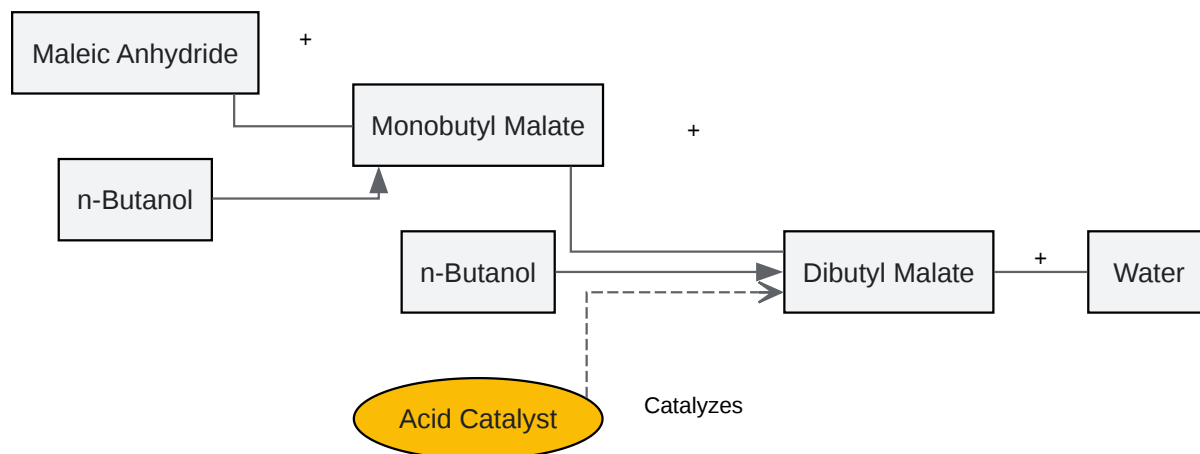 Maleic Anhydride
+
Monobutyl Malate
+
n-Butanol
n-Butanol
Dibutyl Malate
+
Water
Acid Catalyst
Catalyzes